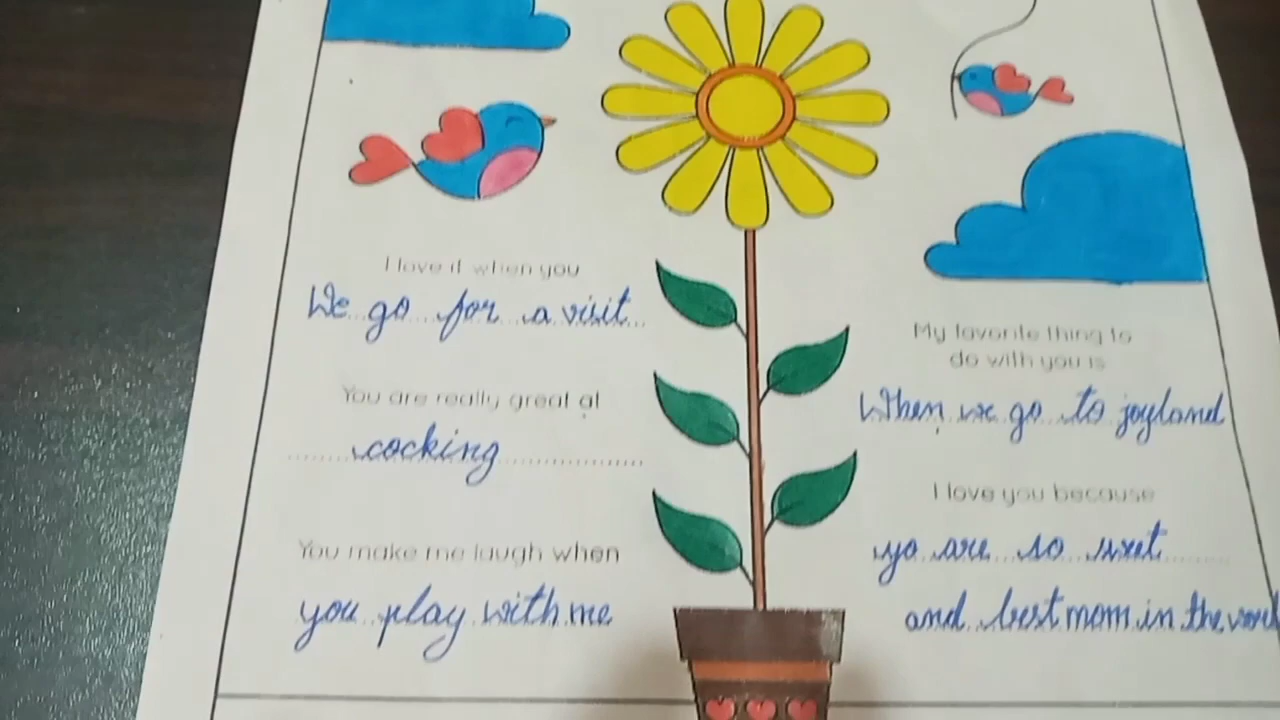 I love it when you
We go for a visit
You are really great at
cocking
You make me laugh when
you play with me
My favorite thing to
do with you is
When we go to joyland
I love you because
yo are so swet
and best mom in the worl